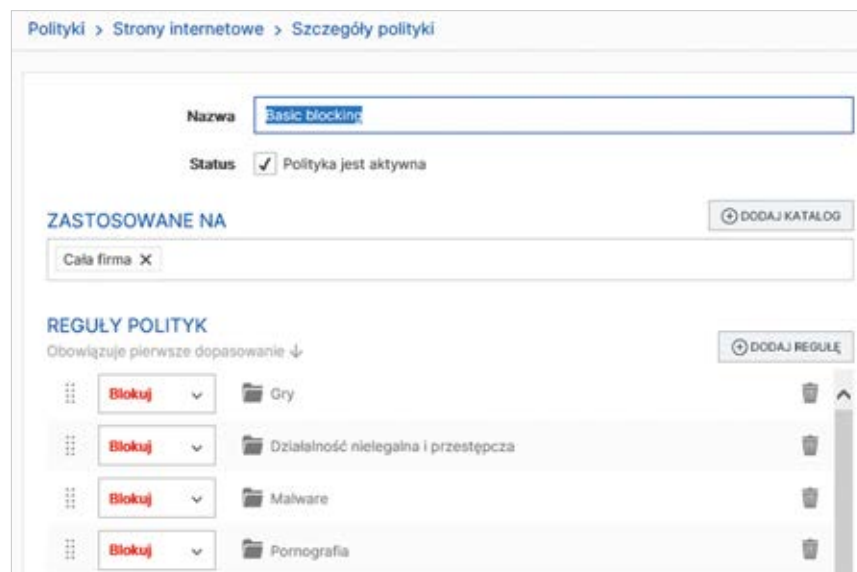 Polityki > Strony internetowe > Szczegóły polityki
Nazwa Basic blocking
Status ✓ Polityka jest aktywna
ZASTOSOWANE NA
DODAJ KATALOG
Cała firma ✕
REGUŁY POLITYK
Obowiązuje pierwsze dopasowanie ↓
DODAJ REGUŁĘ
Blokuj Gry
Blokuj Działalność nielegalna i przestępcza
Blokuj Malware
Blokuj Pornografia